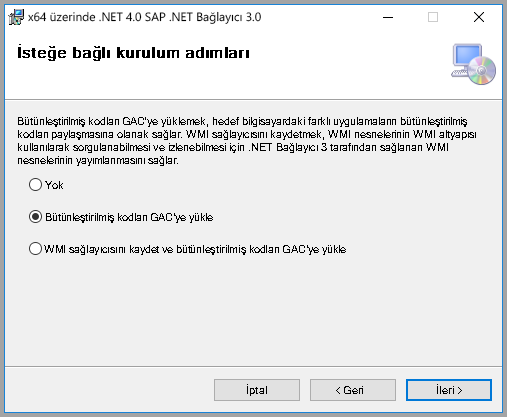 x64 üzerinde .NET 4.0 SAP .NET Bağlayıcı 3.0
İsteğe bağlı kurulum adımları
Bütünleştirilmiş kodları GAC'ye yüklemek, hedef bilgisayardaki farklı uygulamaların bütünleştirilmiş
kodları paylaşmasına olanak sağlar. WMI sağlayıcısını kaydetmek, WMI nesnelerinin WMI altyapısı
kullanılarak sorgulanabilmesi ve izlenebilmesi için .NET Bağlayıcı 3 tarafından sağlanan WMI
nesnelerinin yayımlanmasını sağlar.
Yok
Bütünleştirilmiş kodları GAC'ye yükle
WMI sağlayıcısını kaydet ve bütünleştirilmiş kodları GAC'ye yükle
İptal
< Geri
İleri >